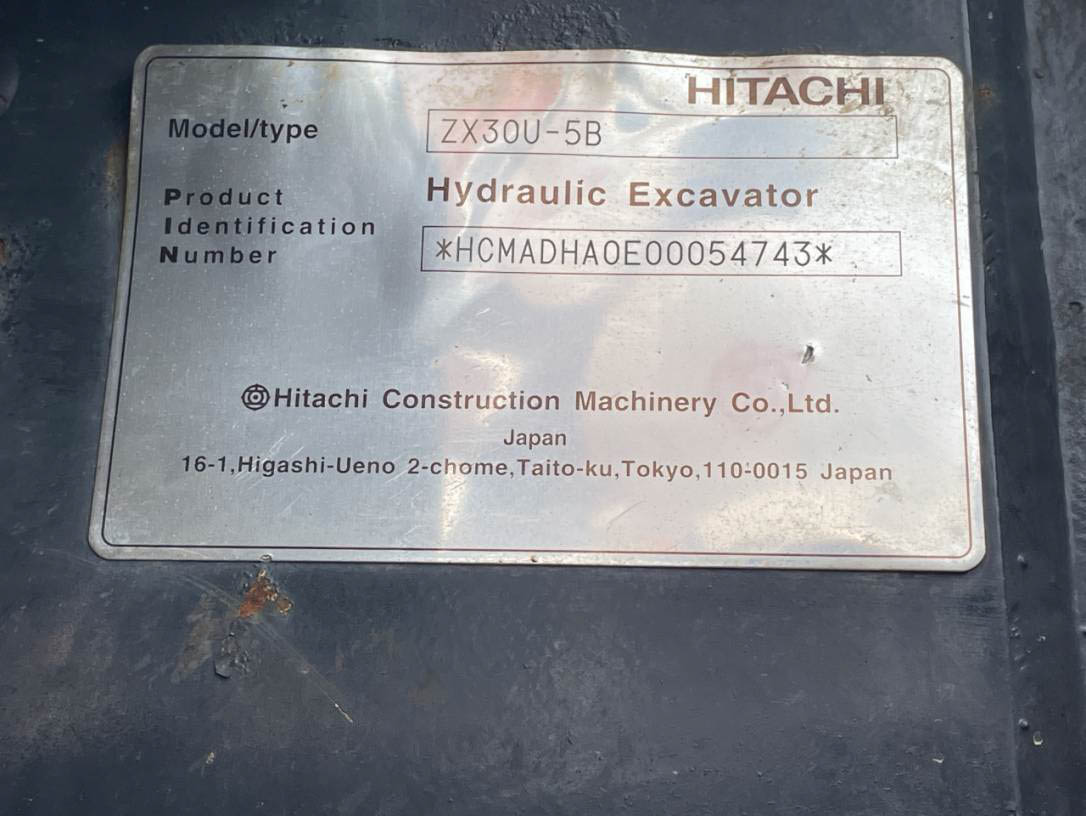 HITACHI
Model/type ZX30U-5B
Product Identification Number
Hydraulic Excavator
*HCMADHA0E00054743*
Hitachi Construction Machinery Co.,Ltd.
Japan
16-1,Higashi-Ueno 2-chome,Taito-ku,Tokyo,110-0015 Japan